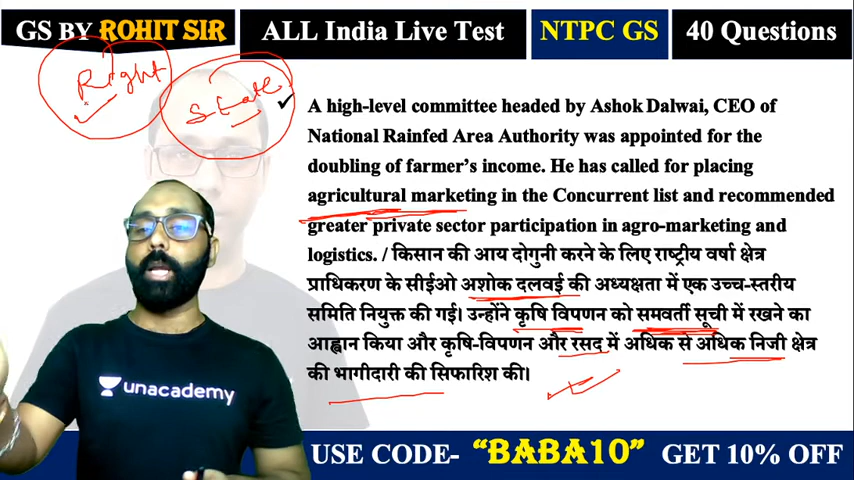 GS BY ROHIT SIR
ALL India Live Test
NTPC GS
40 Questions
Right
State
A high-level committee headed by Ashok Dalwai, CEO of
National Rainfed Area Authority was appointed for the
doubling of farmer's income. He has called for placing
agricultural marketing in the Concurrent list and recommended
greater private sector participation in agro-marketing and
logistics. / किसान की आय दोगुनी करने के लिए राष्ट्रीय वर्षा क्षेत्र
प्राधिकरण के सीईओ अशोक दलवई की अध्यक्षता में एक उच्च-स्तरीय
समिति नियुक्त की गई। उन्होंने कृषि विपणन को समवर्ती सूची में रखने का
आह्वान किया और कृषि-विपणन और रसद में अधिक से अधिक निजी क्षेत्र
की भागीदारी की सिफारिश की।
unacademy
USE CODE- "BABA10" GET 10% OFF